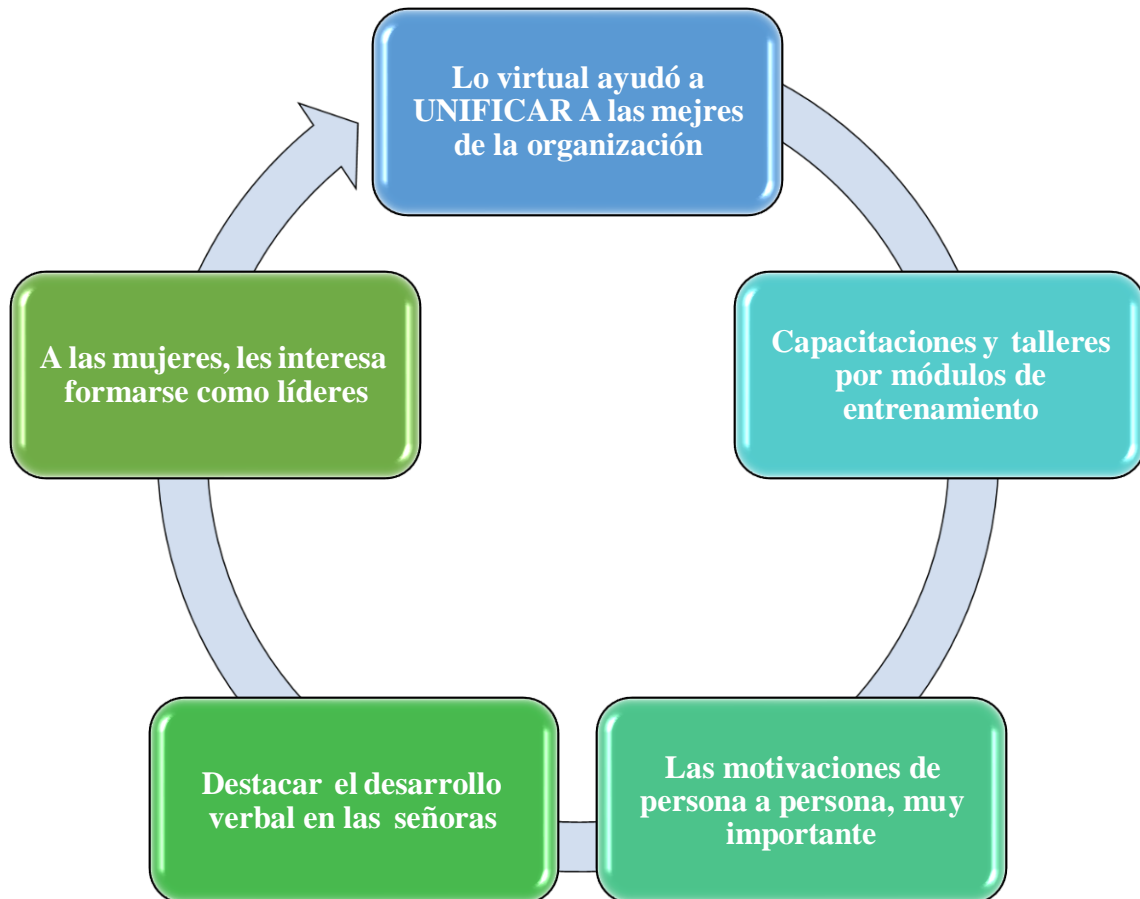 Lo virtual ayudó a
UNIFICAR A las mejres
de la organización
Capacitaciones y talleres
por módulos de
entrenamiento
Las motivaciones de
persona a persona, muy
importante
Destacar el desarrollo
verbal en las señoras
A las mujeres, les interesa
formarse como líderes